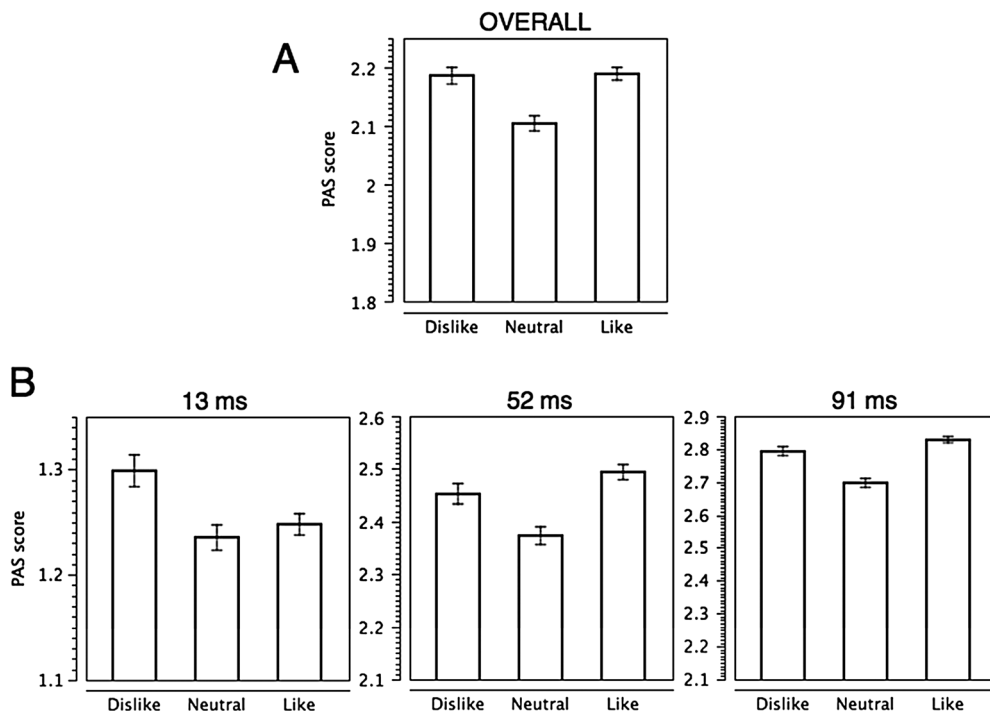 OVERALL
A
PAS score
2.2
2.1
2
1.9
1.8
Dislike Neutral Like
B
13 ms
PAS score
1.3
1.2
1.1
Dislike Neutral Like
52 ms
2.6
2.5
2.4
2.3
2.2
2.1
Dislike Neutral Like
91 ms
2.9
2.8
2.7
2.6
2.5
2.4
2.3
2.2
2.1
Dislike Neutral Like